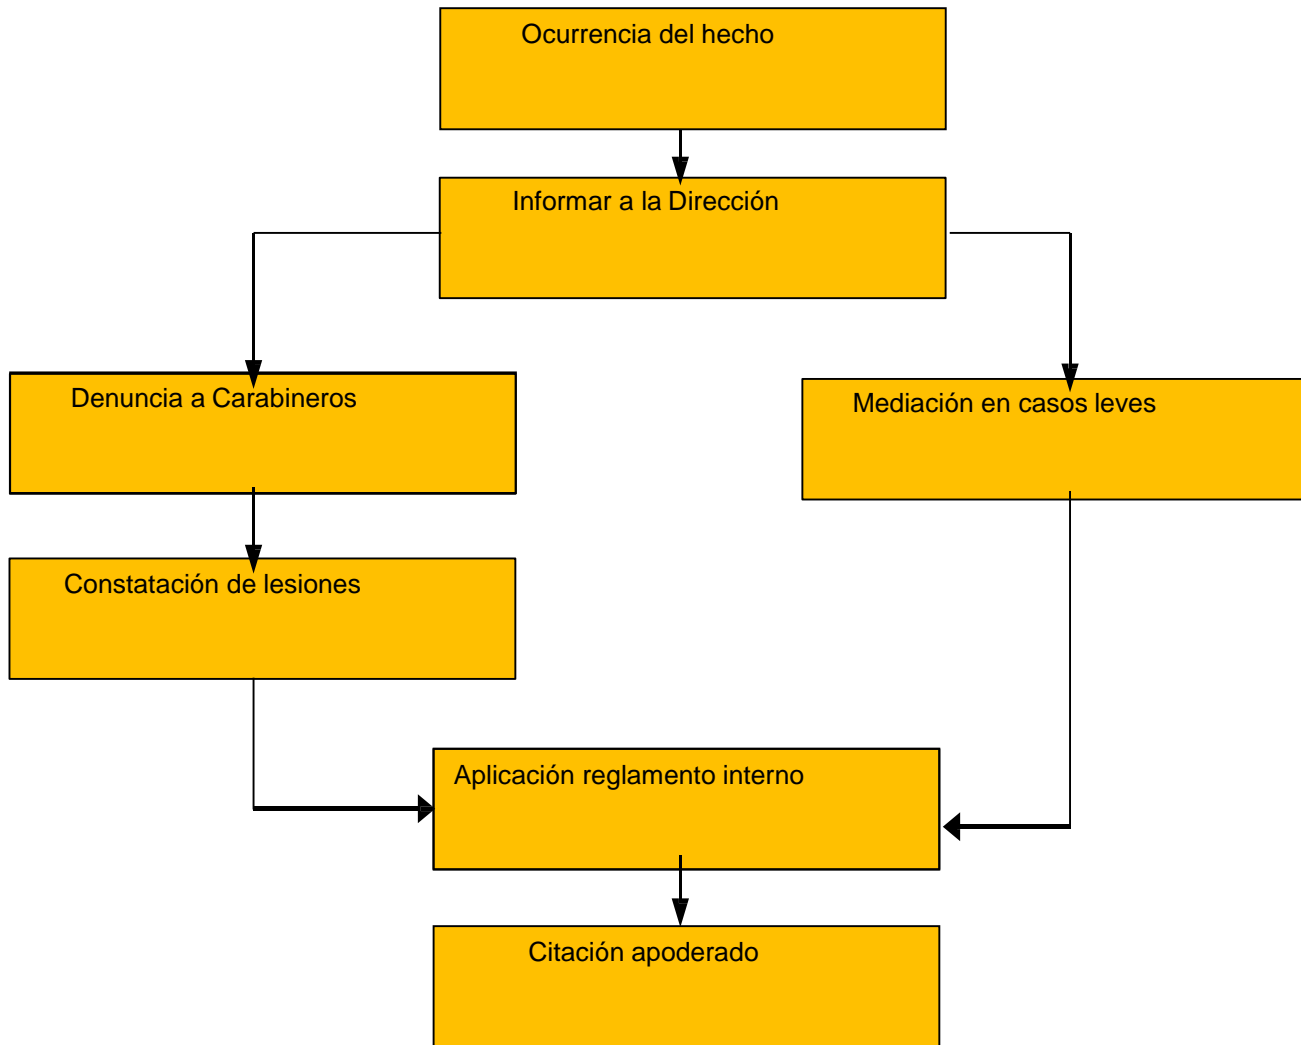 Ocurrencia del hecho
Informar a la Dirección
Denuncia a Carabineros
Mediación en casos leves
Constatación de lesiones
Aplicación reglamento interno
Citación apoderado